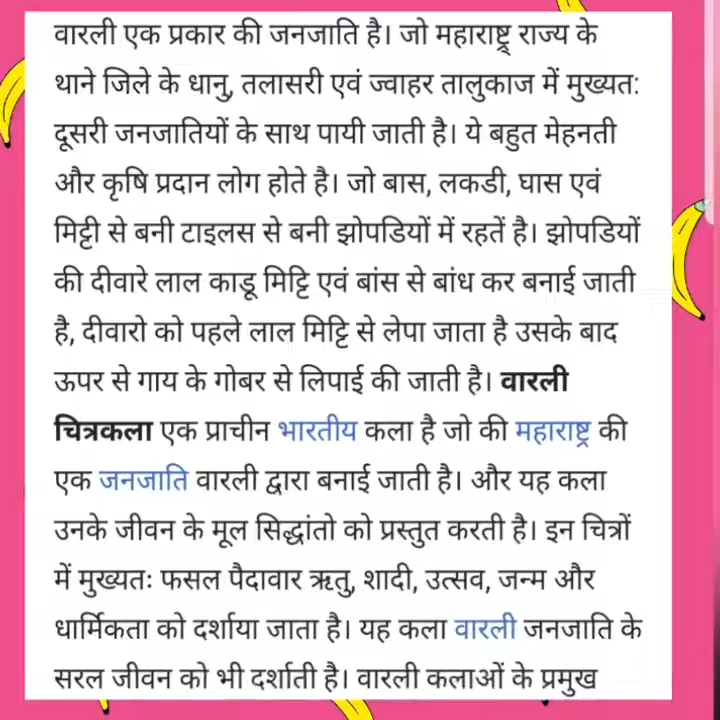 वारली एक प्रकार की जनजाति है। जो महाराष्ट्र राज्य के
थाने जिले के धानु, तलासरी एवं ज्वाहर तालुकाज में मुख्यत:
दूसरी जनजातियों के साथ पायी जाती है। ये बहुत मेहनती
और कृषि प्रदान लोग होते है। जो बास, लकडी, घास एवं
मिट्टी से बनी टाइलस से बनी झोपडियों में रहतें है। झोपडियों
की दीवारे लाल काडू मिट्टि एवं बांस से बांध कर बनाई जाती
है, दीवारो को पहले लाल मिट्टि से लेपा जाता है उसके बाद
ऊपर से गाय के गोबर से लिपाई की जाती है। वारली
चित्रकला एक प्राचीन भारतीय कला है जो की महाराष्ट्र की
एक जनजाति वारली द्वारा बनाई जाती है। और यह कला
उनके जीवन के मूल सिद्धांतो को प्रस्तुत करती है। इन चित्रों
में मुख्यतः फसल पैदावार ऋतु, शादी, उत्सव, जन्म और
धार्मिकता को दर्शाया जाता है। यह कला वारली जनजाति के
सरल जीवन को भी दर्शाती है। वारली कलाओं के प्रमुख